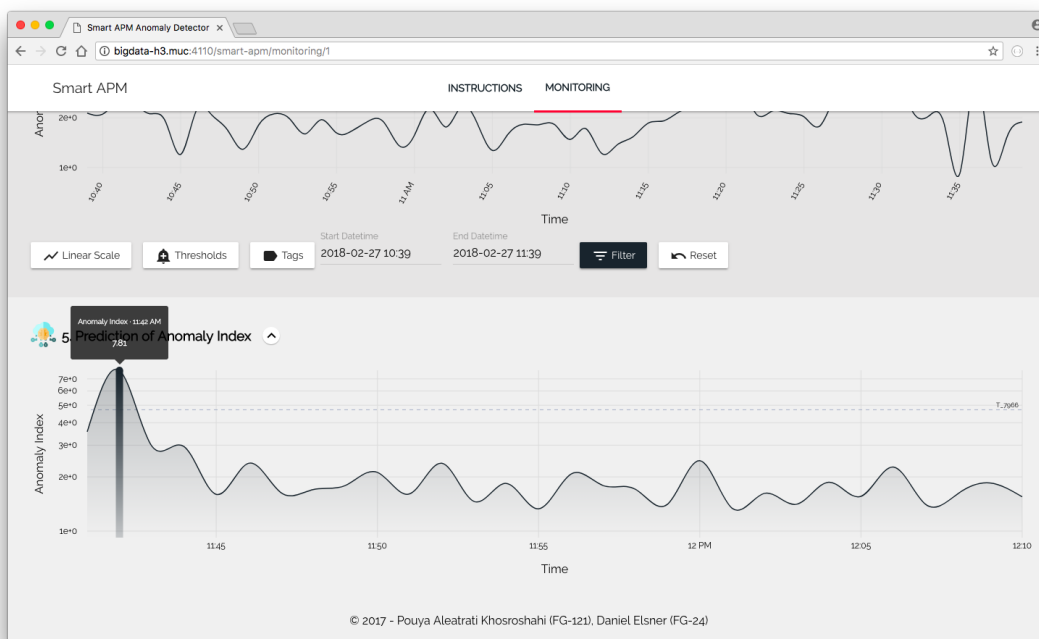 Smart APM Anomaly Detector
bigdata-h3.muc:4110/smart-apm/monitoring/1
Smart APM
INSTRUCTIONS
MONITORING
2e+0
1e+0
10:40
10:45
10:50
10:55
11 AM
11:05
11:10
11:15
11:20
11:25
11:30
11:35
Time
Linear Scale
Thresholds
Tags
Start Datetime
2018-02-27 10:39
End Datetime
2018-02-27 11:39
Filter
Reset
Anomaly Index - 11:42 AM
7.81
5. Prediction of Anomaly Index
Anomaly Index
7e+0
6e+0
5e+0
4e+0
3e+0
2e+0
1e+0
T_7966
11:45
11:50
11:55
12 PM
12:05
12:10
Time
© 2017 - Pouya Aleatrati Khosroshahi (FG-121), Daniel Elsner (FG-24)